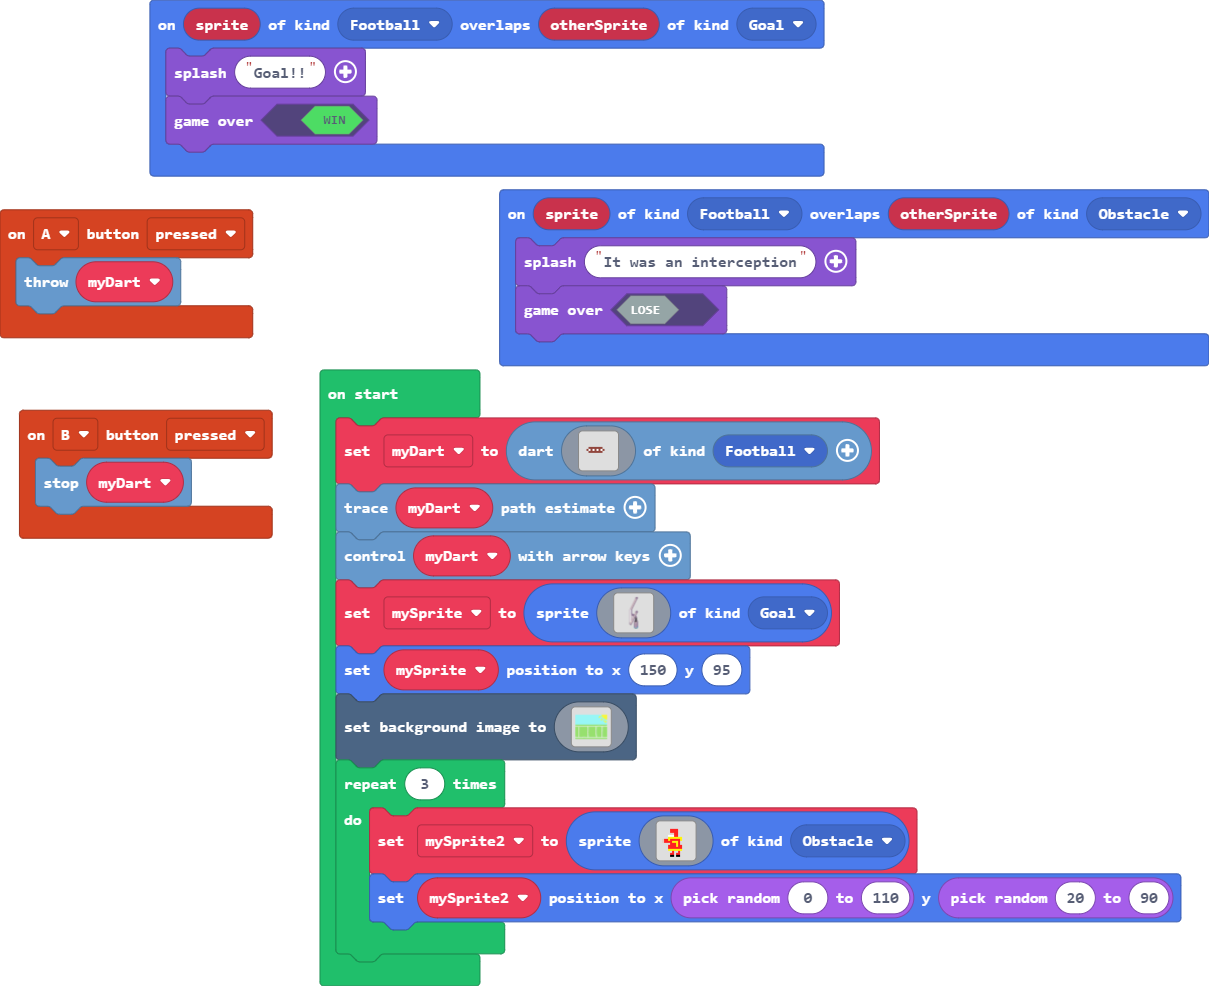 on sprite of kind Football overlaps otherSprite of kind Goal
splash "Goal!!"
game over WIN
on sprite of kind Football overlaps otherSprite of kind Obstacle
splash "It was an interception"
game over LOSE
on A button pressed
throw myDart
on B button pressed
stop myDart
on start
set myDart to dart of kind Football
trace myDart path estimate
control myDart with arrow keys
set mySprite to sprite of kind Goal
set mySprite position to x 150 y 95
set background image to
repeat 3 times
do
set mySprite2 to sprite of kind Obstacle
set mySprite2 position to x pick random 0 to 110 y pick random 20 to 90